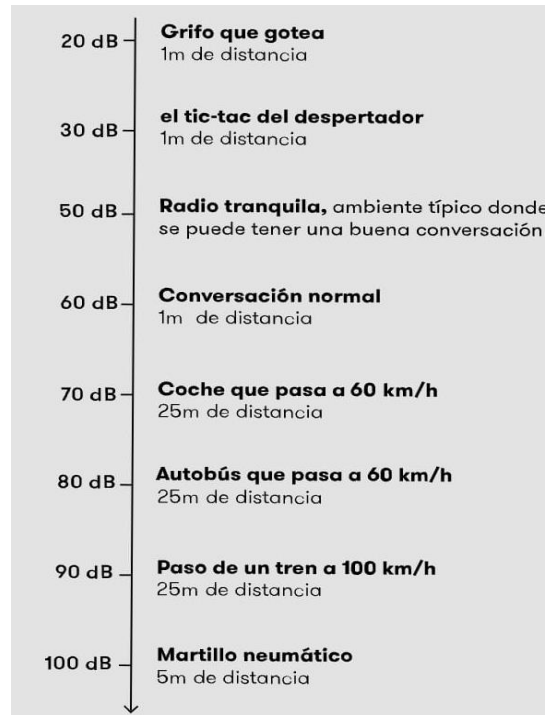 20 dB
Grifo que gotea
1m de distancia
30 dB
el tic-tac del despertador
1m de distancia
50 dB
Radio tranquila, ambiente típico donde
se puede tener una buena conversación
60 dB
Conversación normal
1m de distancia
70 dB
Coche que pasa a 60 km/h
25m de distancia
80 dB
Autobús que pasa a 60 km/h
25m de distancia
90 dB
Paso de un tren a 100 km/h
25m de distancia
100 dB
Martillo neumático
5m de distancia